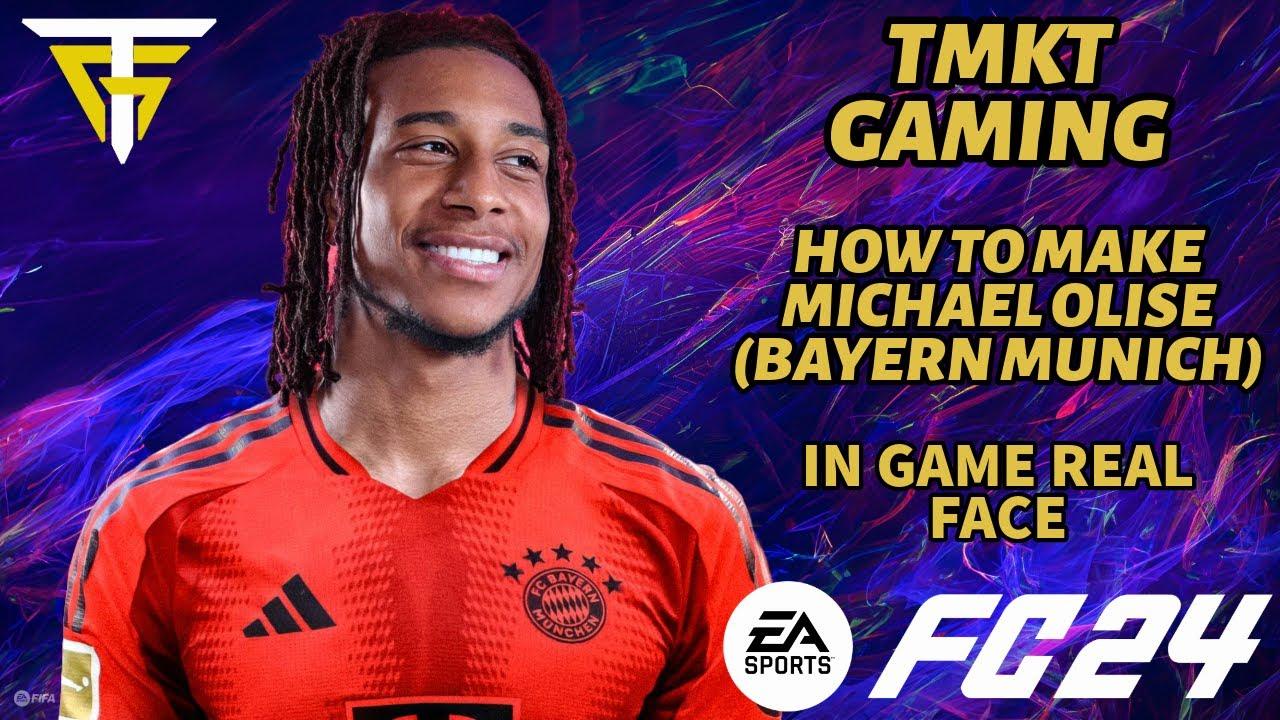 TMKT
GAMING
HOW TO MAKE
MICHAEL OLISE
(BAYERN MUNICH)
IN GAME REAL
FACE
FC BAYERN
MÜNCHEN
EA
SPORTS
FC24
EA FIFA